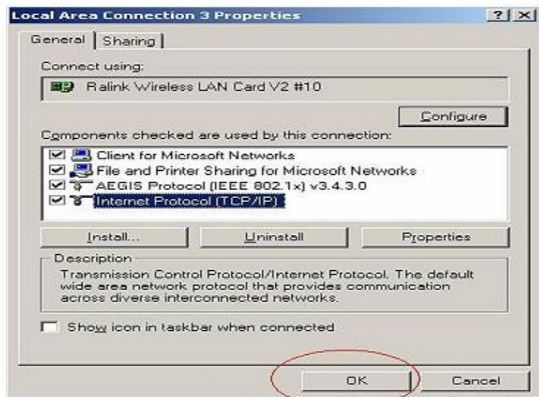 Local Area Connection 3 Properties
General
Sharing
Connect using:
Ralink Wireless LAN Card V2 #10
Configure
Components checked are used by this connection:
Client for Microsoft Networks
File and Printer Sharing for Microsoft Networks
AEGIS Protocol (IEEE 802.1x) v3.4.3.0
Internet Protocol (TCP/IP)
Install...
Uninstall
Properties
Description
Transmission Control Protocol/Internet Protocol. The default
wide area network protocol that provides communication
across diverse interconnected networks.
Show icon in taskbar when connected
OK
Cancel